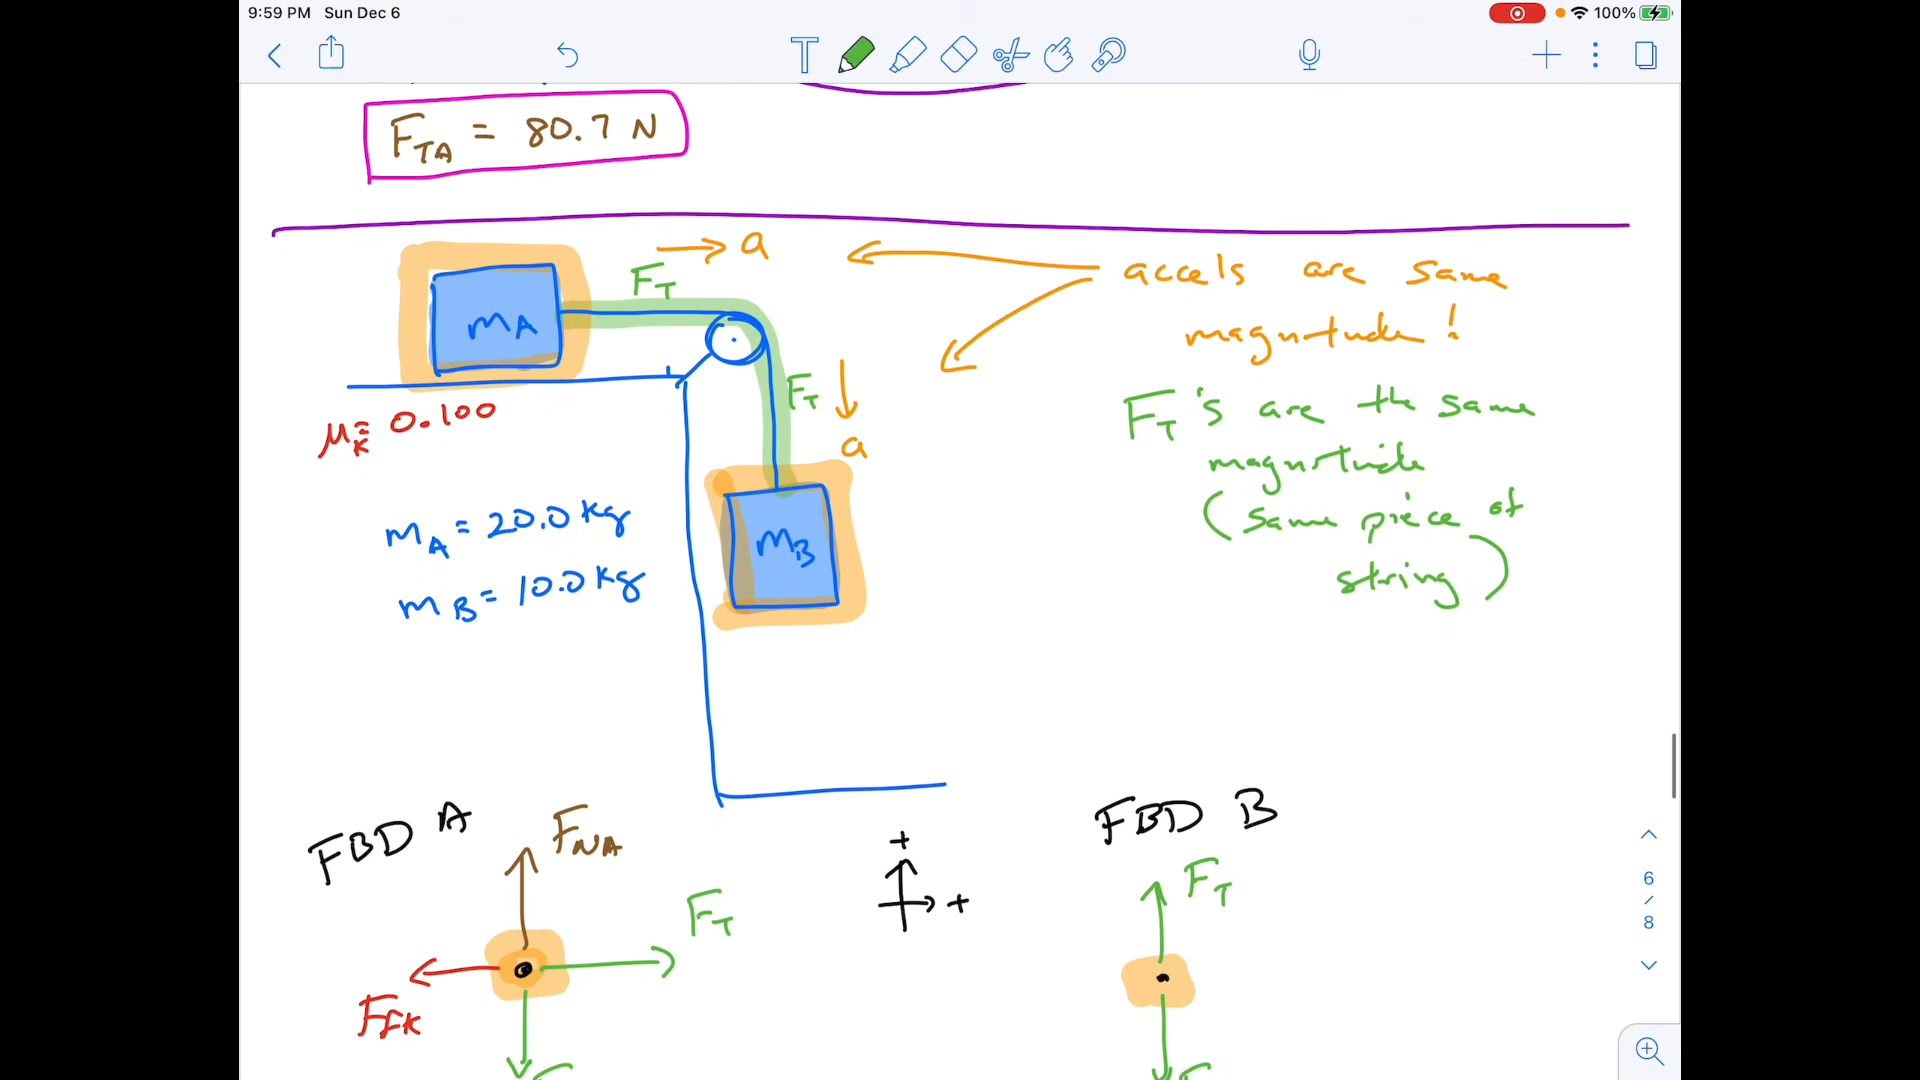 9:59 PM Sun Dec 6
100%
T
F_TA = 80.7 N
→ a
F_T
accels are same
magnitude!
m_A
F_T
a
μ_K = 0.100
F_T's are the same
magnitude
(same piece of
string)
m_A = 20.0 kg
m_B = 10.0 kg
m_B
FBD A
F_NA
+
+
FBD B
F_T
F_T
F_fK
6
8